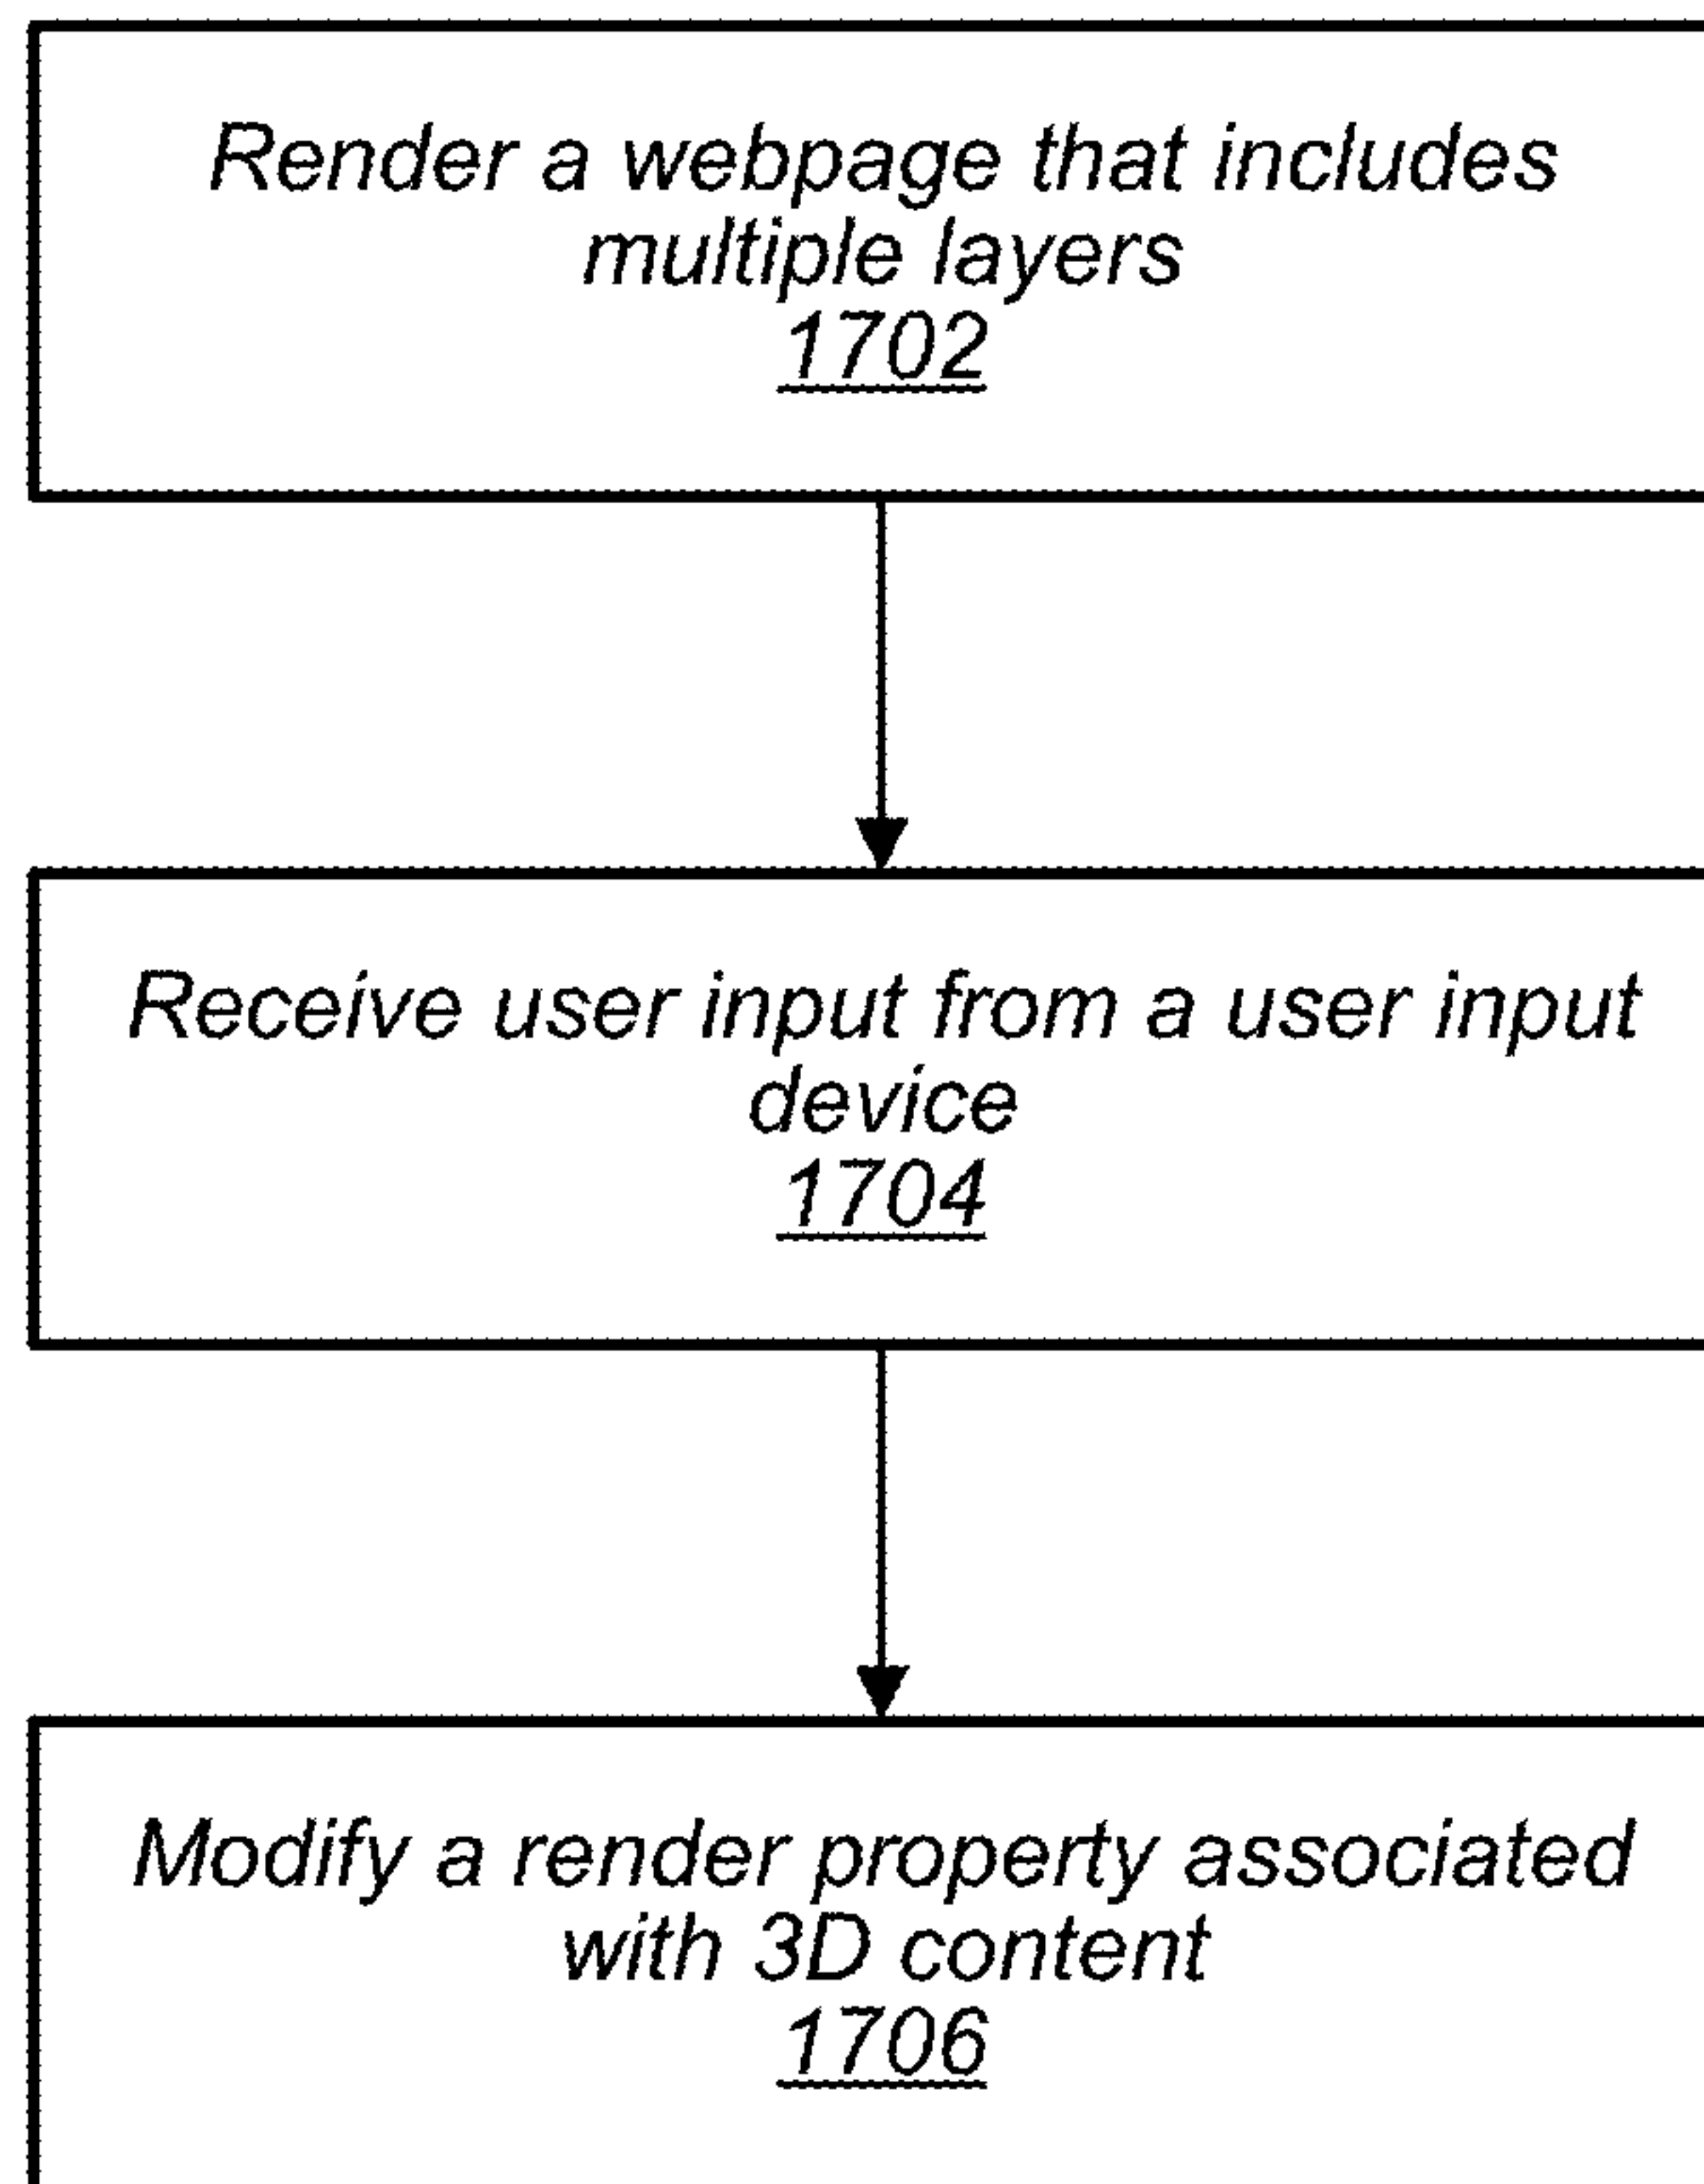 Render a webpage that includes
multiple layers
1702
Receive user input from a user input
device
1704
Modify a render property associated
with 3D content
1706